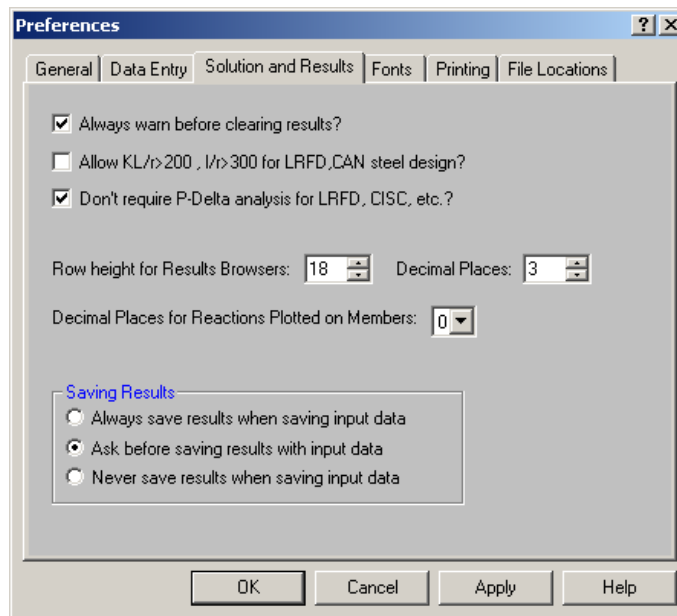 Preferences
General Data Entry Solution and Results Fonts Printing File Locations
Always warn before clearing results?
Allow KL/r>200 , l/r>300 for LRFD,CAN steel design?
Don't require P-Delta analysis for LRFD, CISC, etc.?
Row height for Results Browsers: 18 Decimal Places: 3
Decimal Places for Reactions Plotted on Members: 0
Saving Results
Always save results when saving input data
Ask before saving results with input data
Never save results when saving input data
OK Cancel Apply Help